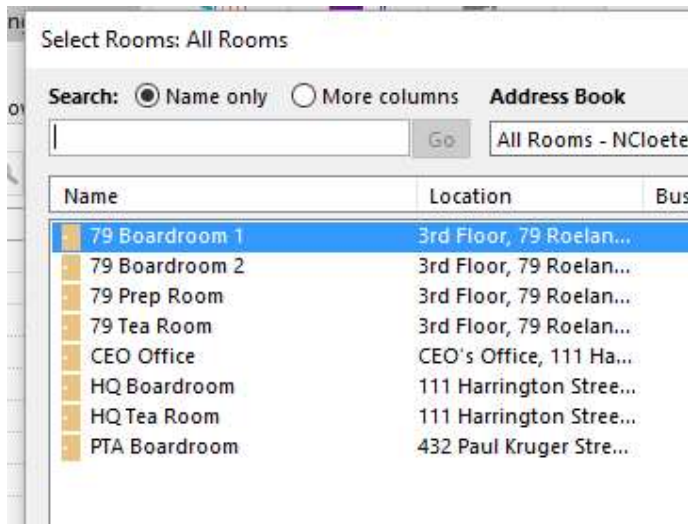 Select Rooms: All Rooms
Search: Name only More columns Address Book
Go All Rooms - NCloete
Name Location Bus
79 Boardroom 1 3rd Floor, 79 Roelan...
79 Boardroom 2 3rd Floor, 79 Roelan...
79 Prep Room 3rd Floor, 79 Roelan...
79 Tea Room 3rd Floor, 79 Roelan...
CEO Office CEO's Office, 111 Ha...
HQ Boardroom 111 Harrington Stree...
HQ Tea Room 111 Harrington Stree...
PTA Boardroom 432 Paul Kruger Stre...